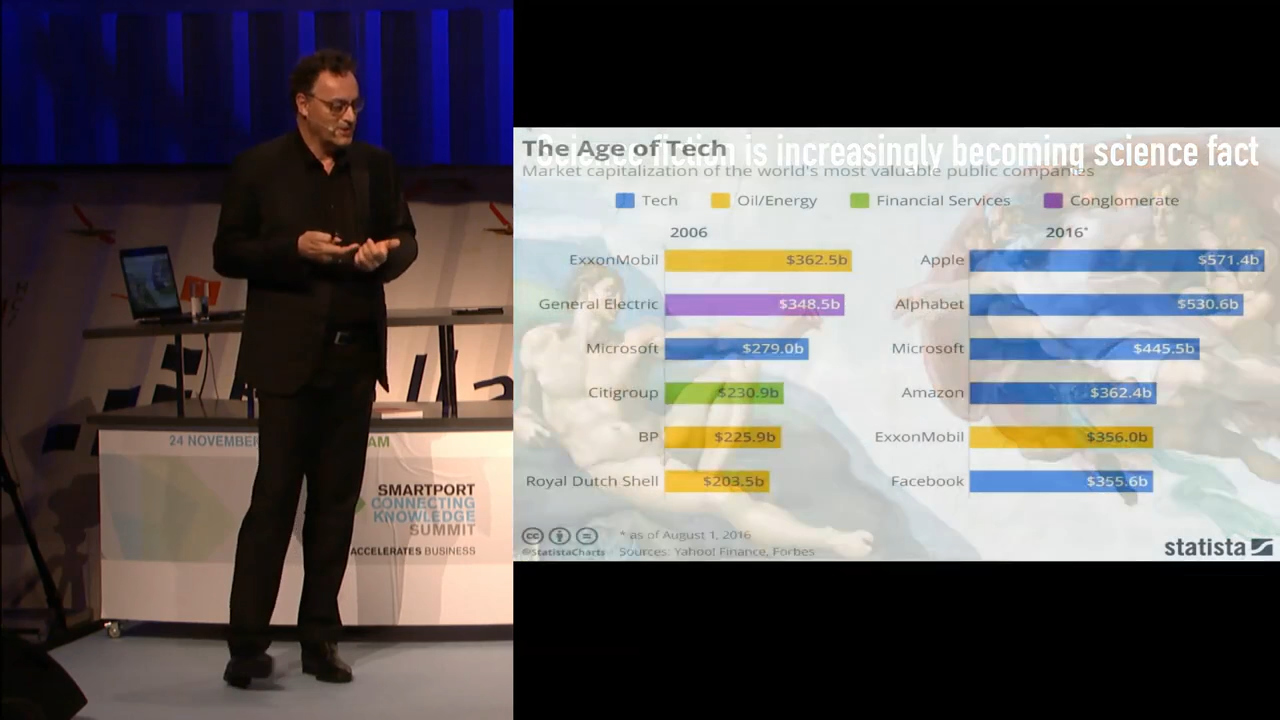 Science fiction is increasingly becoming science fact
The Age of Tech
Market capitalization of the world's most valuable public companies
Tech Oil/Energy Financial Services Conglomerate
2006
ExxonMobil $362.5b
General Electric $348.5b
Microsoft $279.0b
Citigroup $230.9b
BP $225.9b
Royal Dutch Shell $203.5b
2016*
Apple $571.4b
Alphabet $530.6b
Microsoft $445.5b
Amazon $362.4b
ExxonMobil $356.0b
Facebook $355.6b
* as of August 1, 2016
@StatistaCharts Sources: Yahoo! Finance, Forbes
statista
24 NOVEMBER
AM
SMARTPORT
CONNECTING
KNOWLEDGE
SUMMIT
ACCELERATES BUSINESS